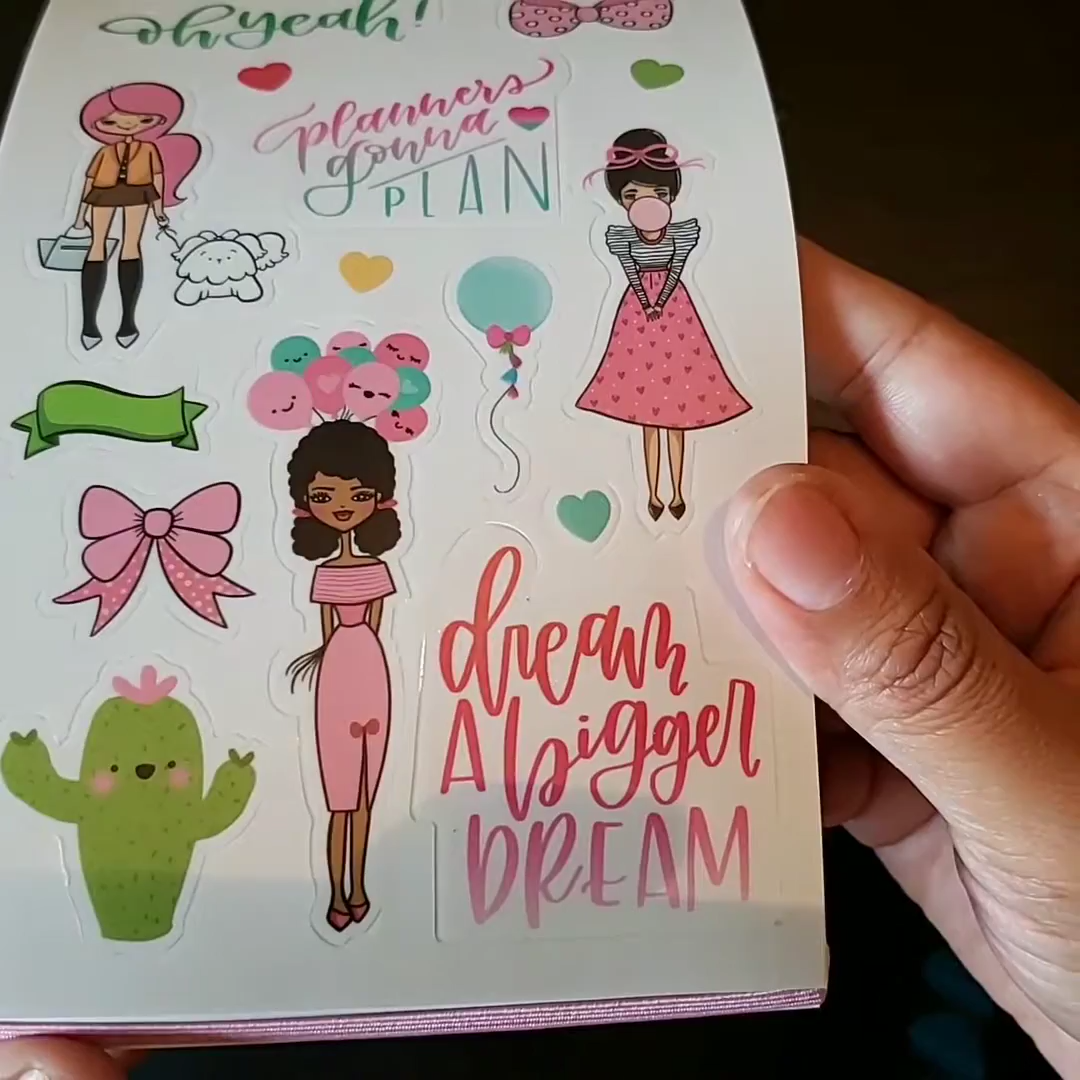 oh yeah!
planners
gonna
PLAN
dream
A bigger
DREAM